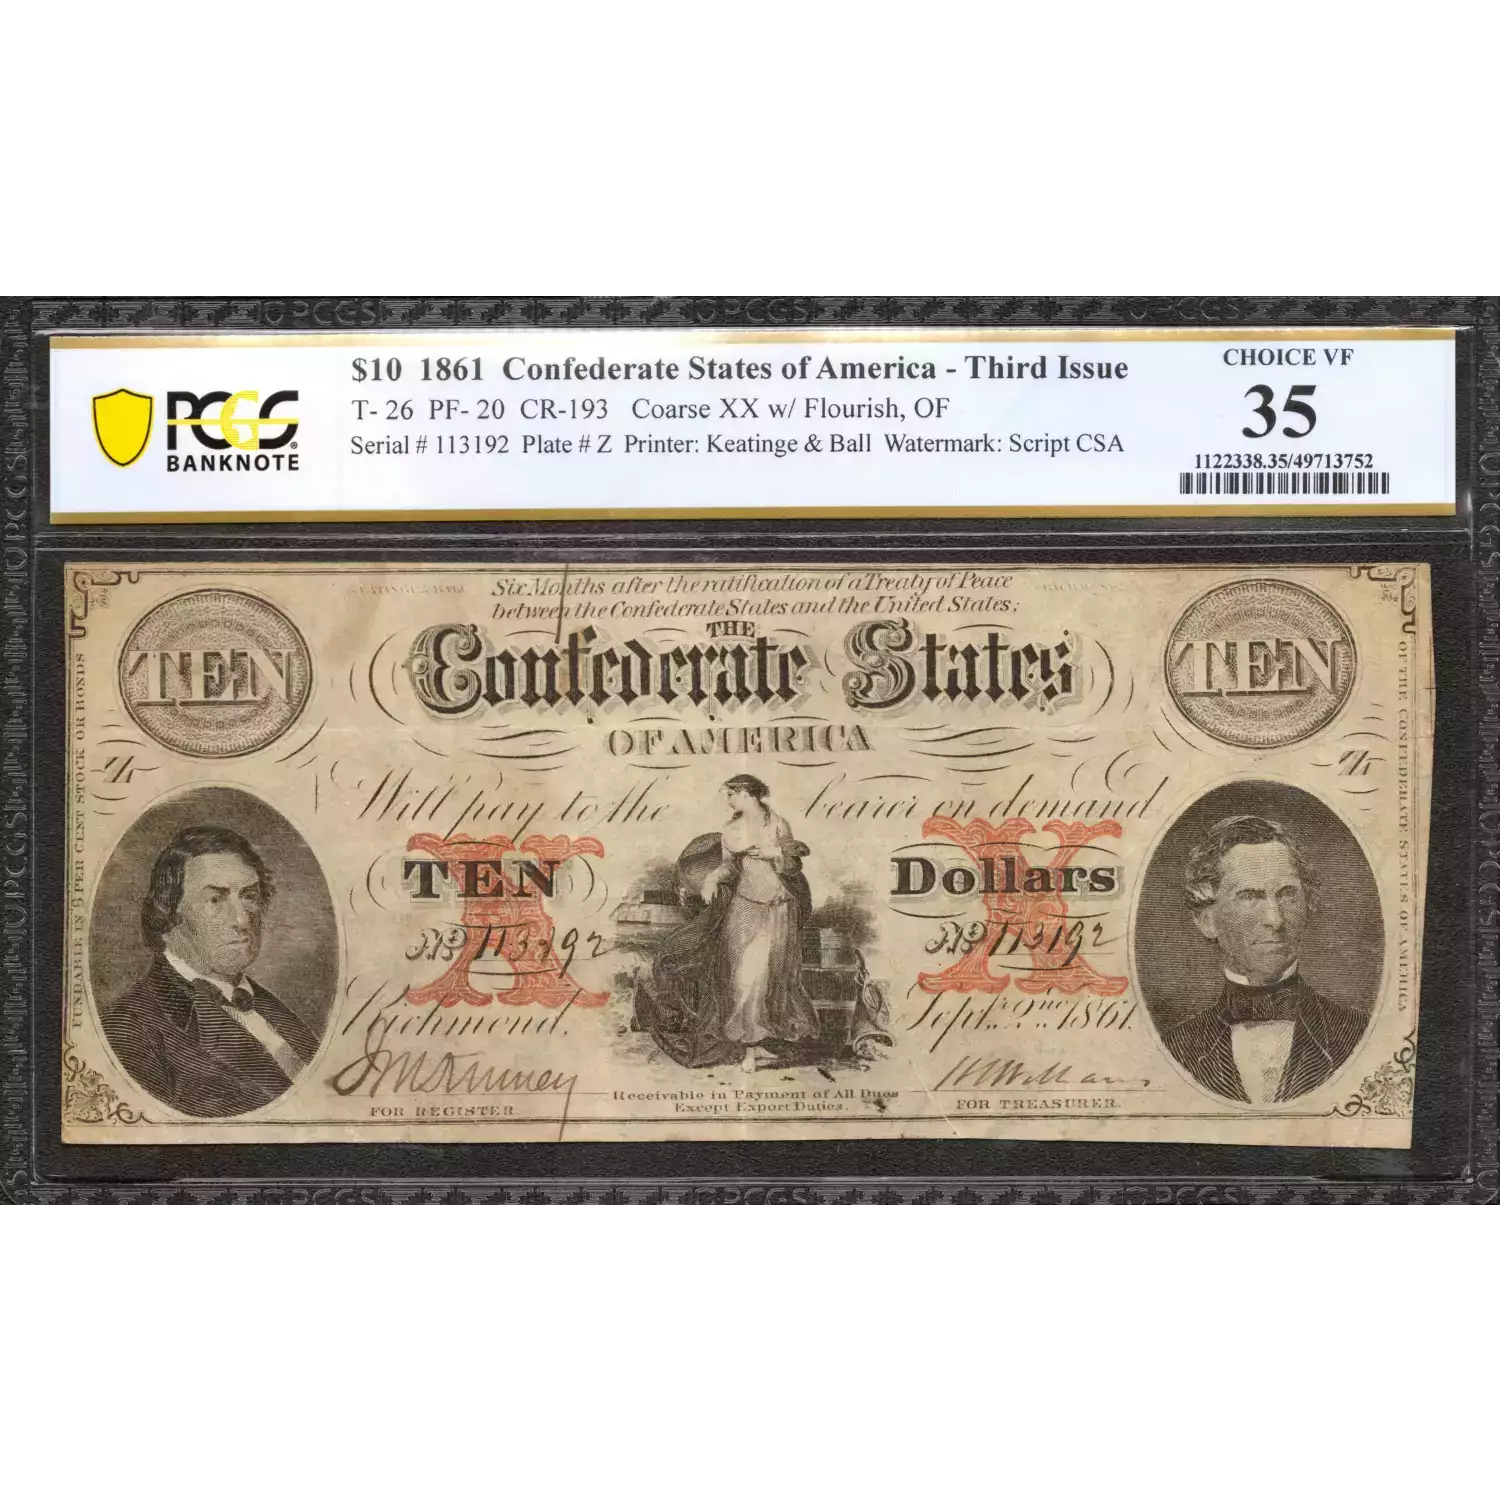 $10 1861 Confederate States of America - Third Issue
T- 26 PF- 20 CR-193 Coarse XX w/ Flourish, OF
Serial # 113192 Plate # Z Printer: Keatinge & Ball Watermark: Script CSA
CHOICE VF
35
1122338.35/49713752
PCGS
BANKNOTE
Six Months after the ratification of a Treaty of Peace
between the Confederate States and the United States;
THE
Confederate States
OF AMERICA
TEN
TEN
FUNDABLE IN 5 PER CENT STOCK OR BONDS
OF THE CONFEDERATE STATES OF AMERICA
Will pay to the bearer on demand
X X
TEN Dollars
No 113192 No 113192
Richmond, Septr. 2nd 1861.
FOR REGISTER
Receivable in Payment of All Dues
Except Export Duties.
FOR TREASURER.
PCGS